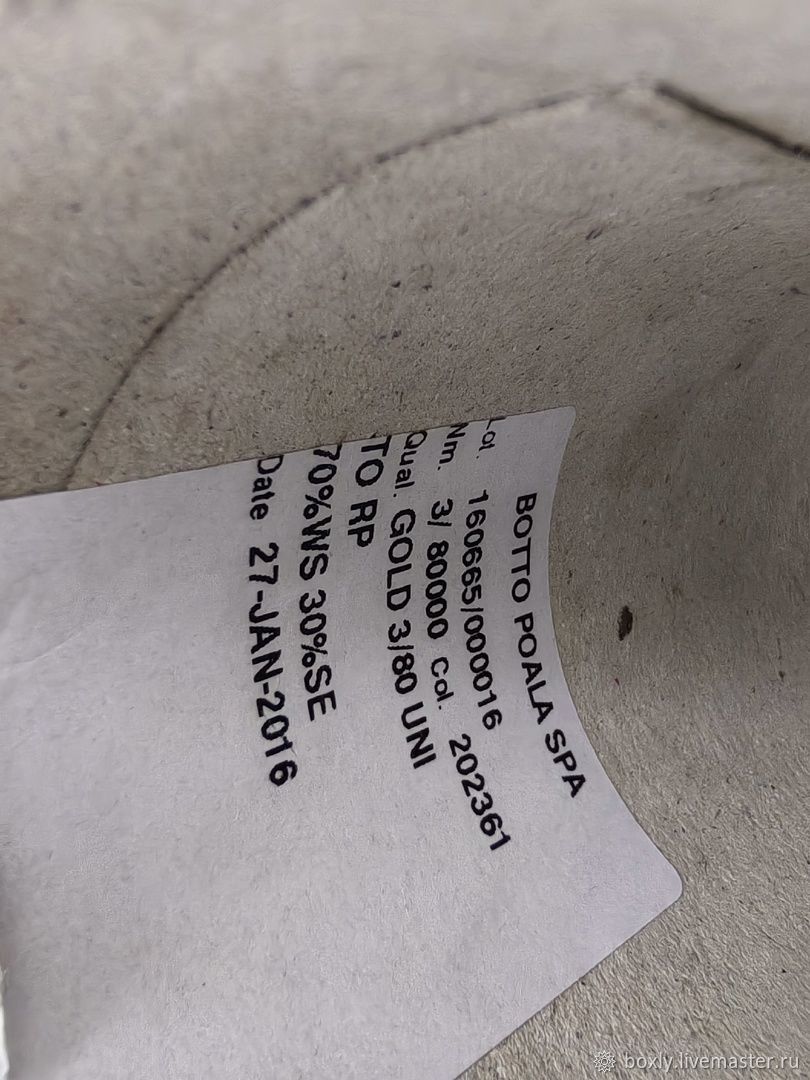 BOTTO POALA SPA
Lot. 160665/000016
Nm. 3/ 80000 Col. 202361
Qual. GOLD 3/80 UNI
TO RP
70%WS 30%SE
Date 27-JAN-2016
boxly.livemaster.ru